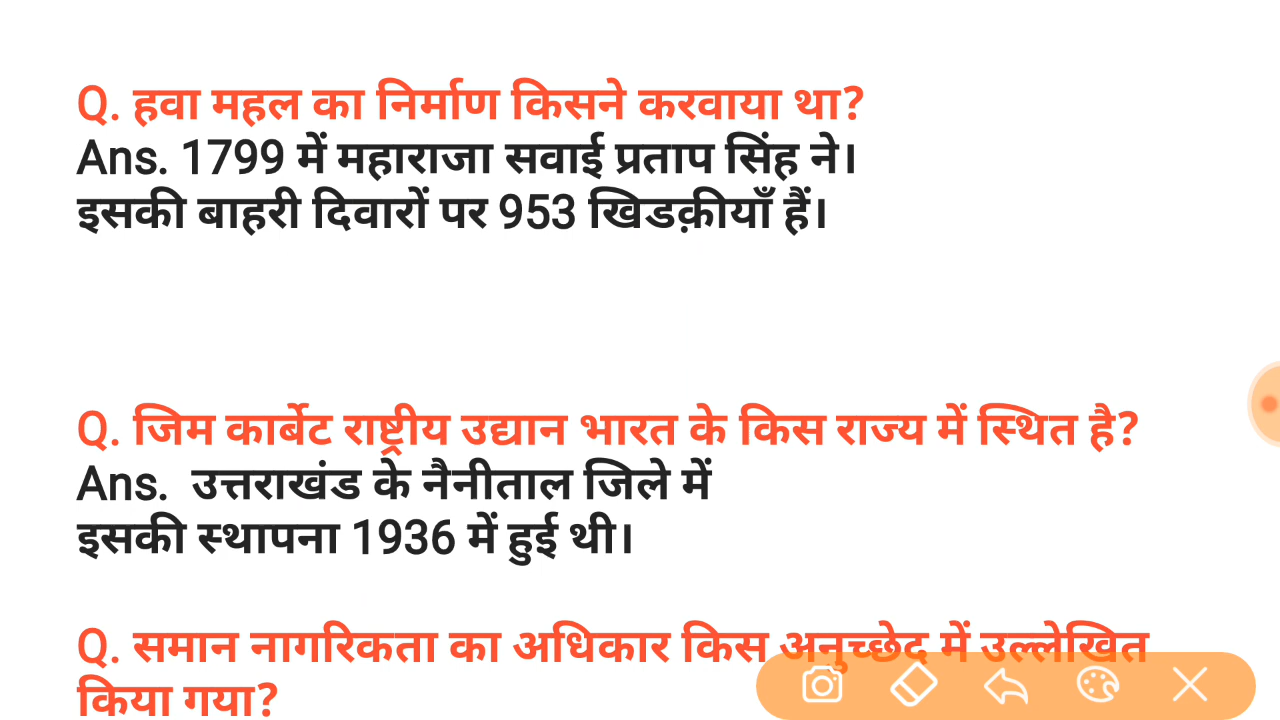 Q. हवा महल का निर्माण किसने करवाया था?
Ans. 1799 में महाराजा सवाई प्रताप सिंह ने।
इसकी बाहरी दिवारों पर 953 खिडक़ीयाँ हैं।
Q. जिम कार्बेट राष्ट्रीय उद्यान भारत के किस राज्य में स्थित है?
Ans. उत्तराखंड के नैनीताल जिले में
इसकी स्थापना 1936 में हुई थी।
Q. समान नागरिकता का अधिकार किस अनुच्छेद में उल्लेखित
किया गया?